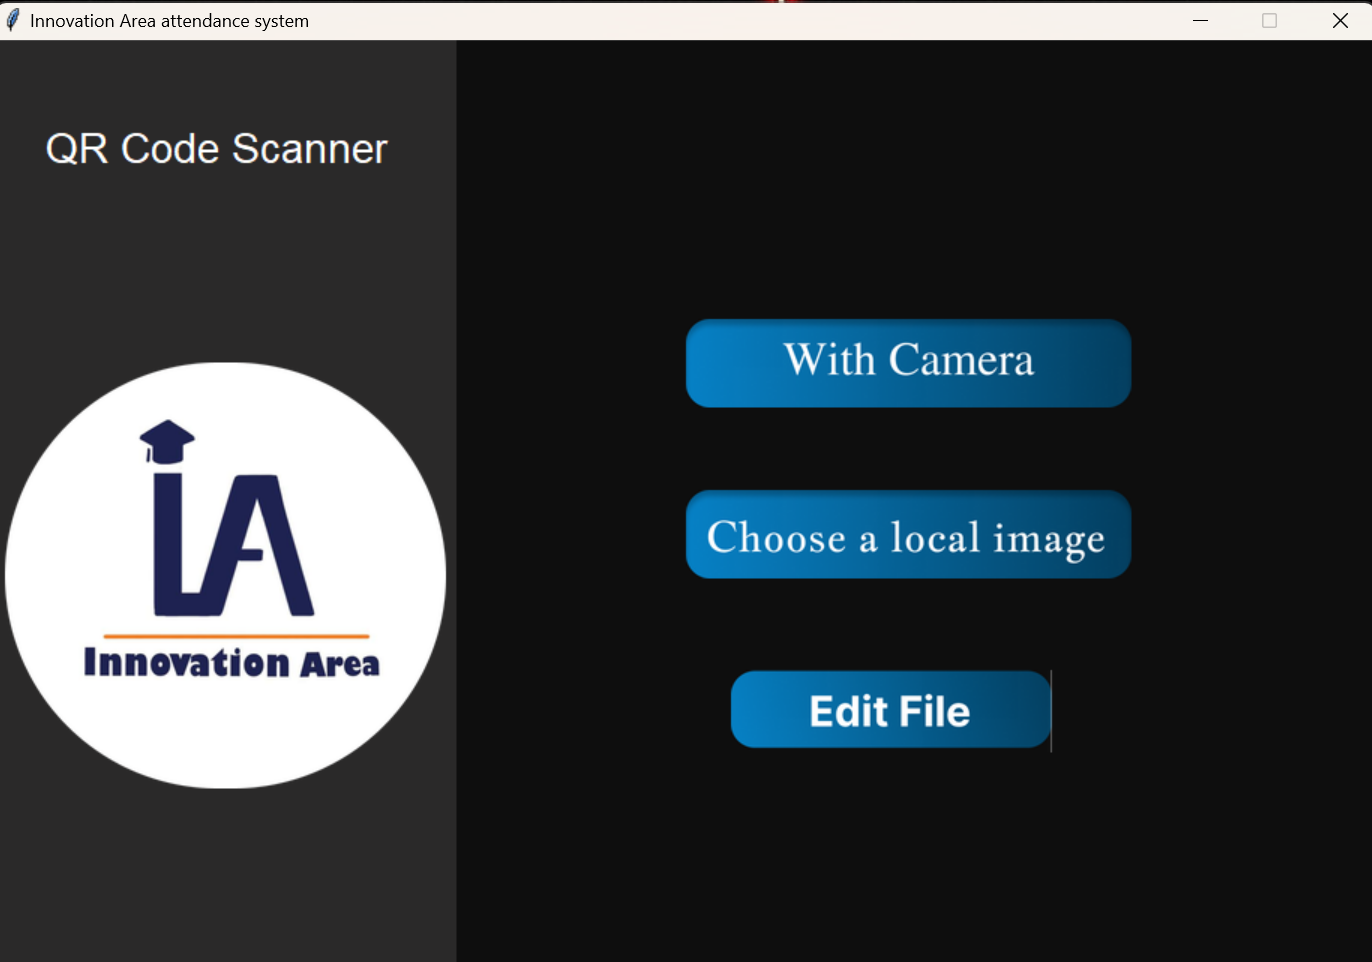 Innovation Area attendance system
QR Code Scanner
IA
Innovation Area
With Camera
Choose a local image
Edit File